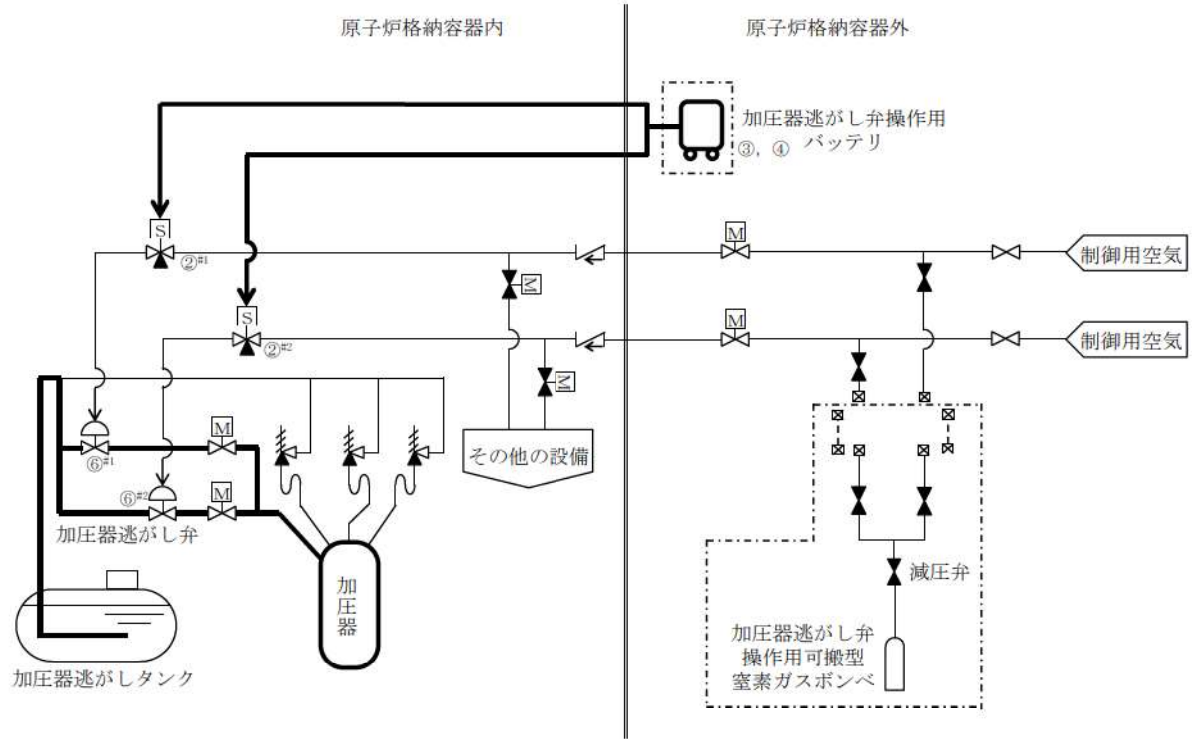 原子炉格納容器内
原子炉格納容器外
加圧器逃がし弁操作用
③,④ バッテリ
S
②#1
M
制御用空気
M
S
②#2
M
制御用空気
M
M
⑥#1
その他の設備
⑥#2
M
加圧器逃がし弁
減圧弁
加圧器
加圧器逃がし弁
操作用可搬型
窒素ガスボンベ
加圧器逃がしタンク